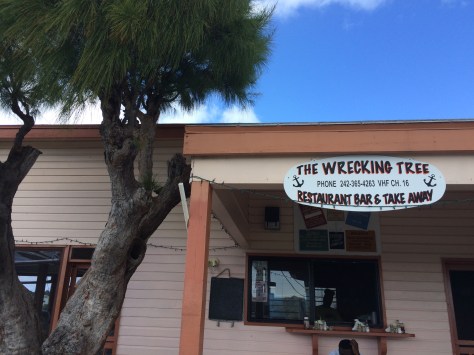 THE WRECKING TREE
PHONE 242-365-4263 VHF CH. 16
RESTAURANT BAR & TAKE AWAY